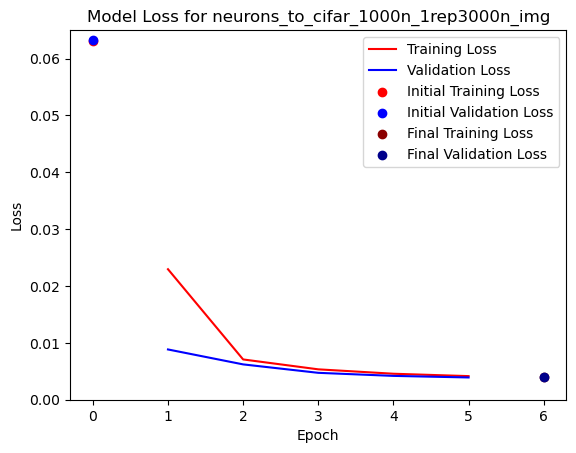 Model Loss for neurons_to_cifar_1000n_1rep3000n_img
Training Loss
Validation Loss
Initial Training Loss
Initial Validation Loss
Final Training Loss
Final Validation Loss
Loss
0.06
0.05
0.04
0.03
0.02
0.01
0.00
0 1 2 3 4 5 6
Epoch